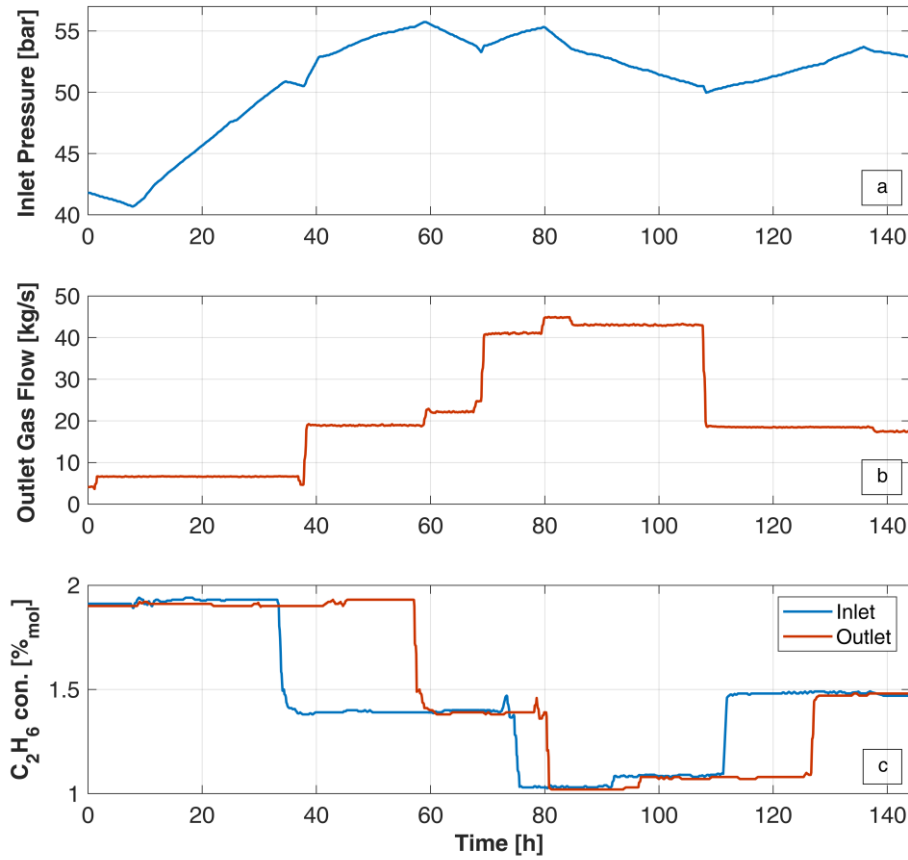 Inlet Pressure [bar]
55
50
45
40
a
0 20 40 60 80 100 120 140
Outlet Gas Flow [kg/s]
50
40
30
20
10
0
b
0 20 40 60 80 100 120 140
C₂H₆ con. [%mol]
2
1.5
1
Inlet
Outlet
c
0 20 40 60 80 100 120 140
Time [h]